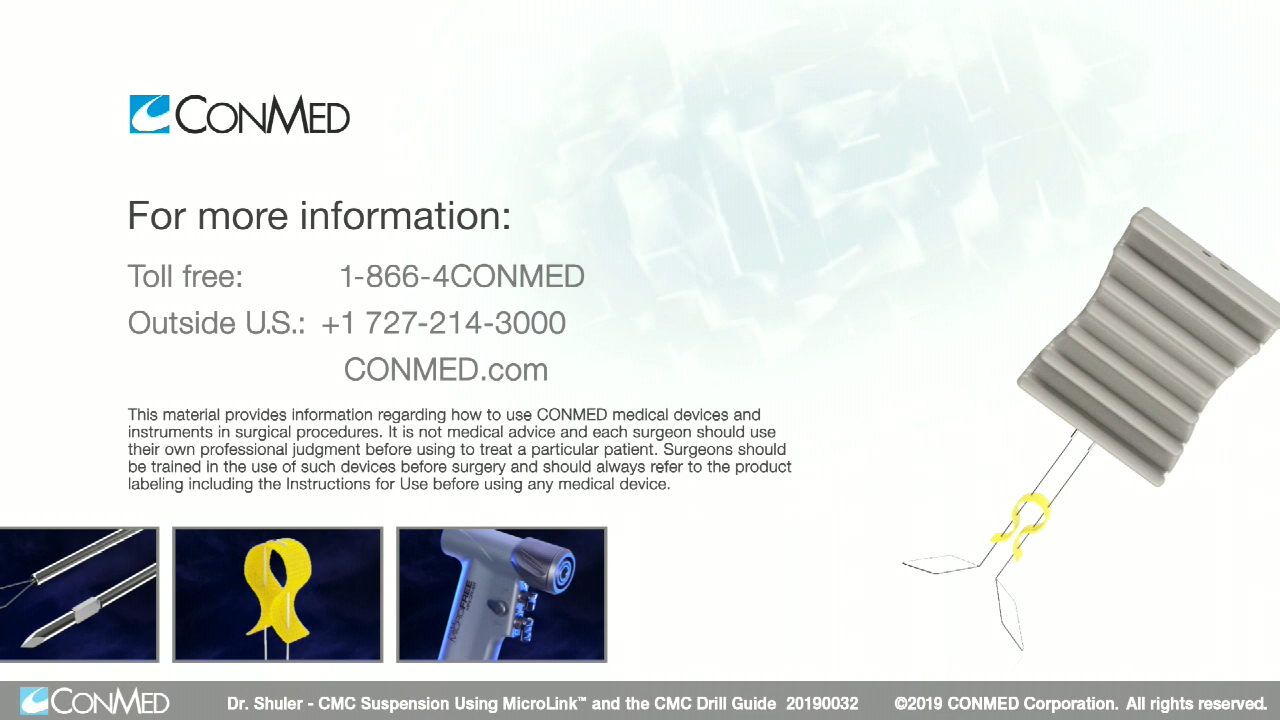 CONMED
For more information:
Toll free: 1-866-4CONMED
Outside U.S.: +1 727-214-3000
CONMED.com
This material provides information regarding how to use CONMED medical devices and
instruments in surgical procedures. It is not medical advice and each surgeon should use
their own professional judgment before using to treat a particular patient. Surgeons should
be trained in the use of such devices before surgery and should always refer to the product
labeling including the Instructions for Use before using any medical device.
MICROFREE
CONMED Dr. Shuler - CMC Suspension Using MicroLink™ and the CMC Drill Guide 20190032 ©2019 CONMED Corporation. All rights reserved.